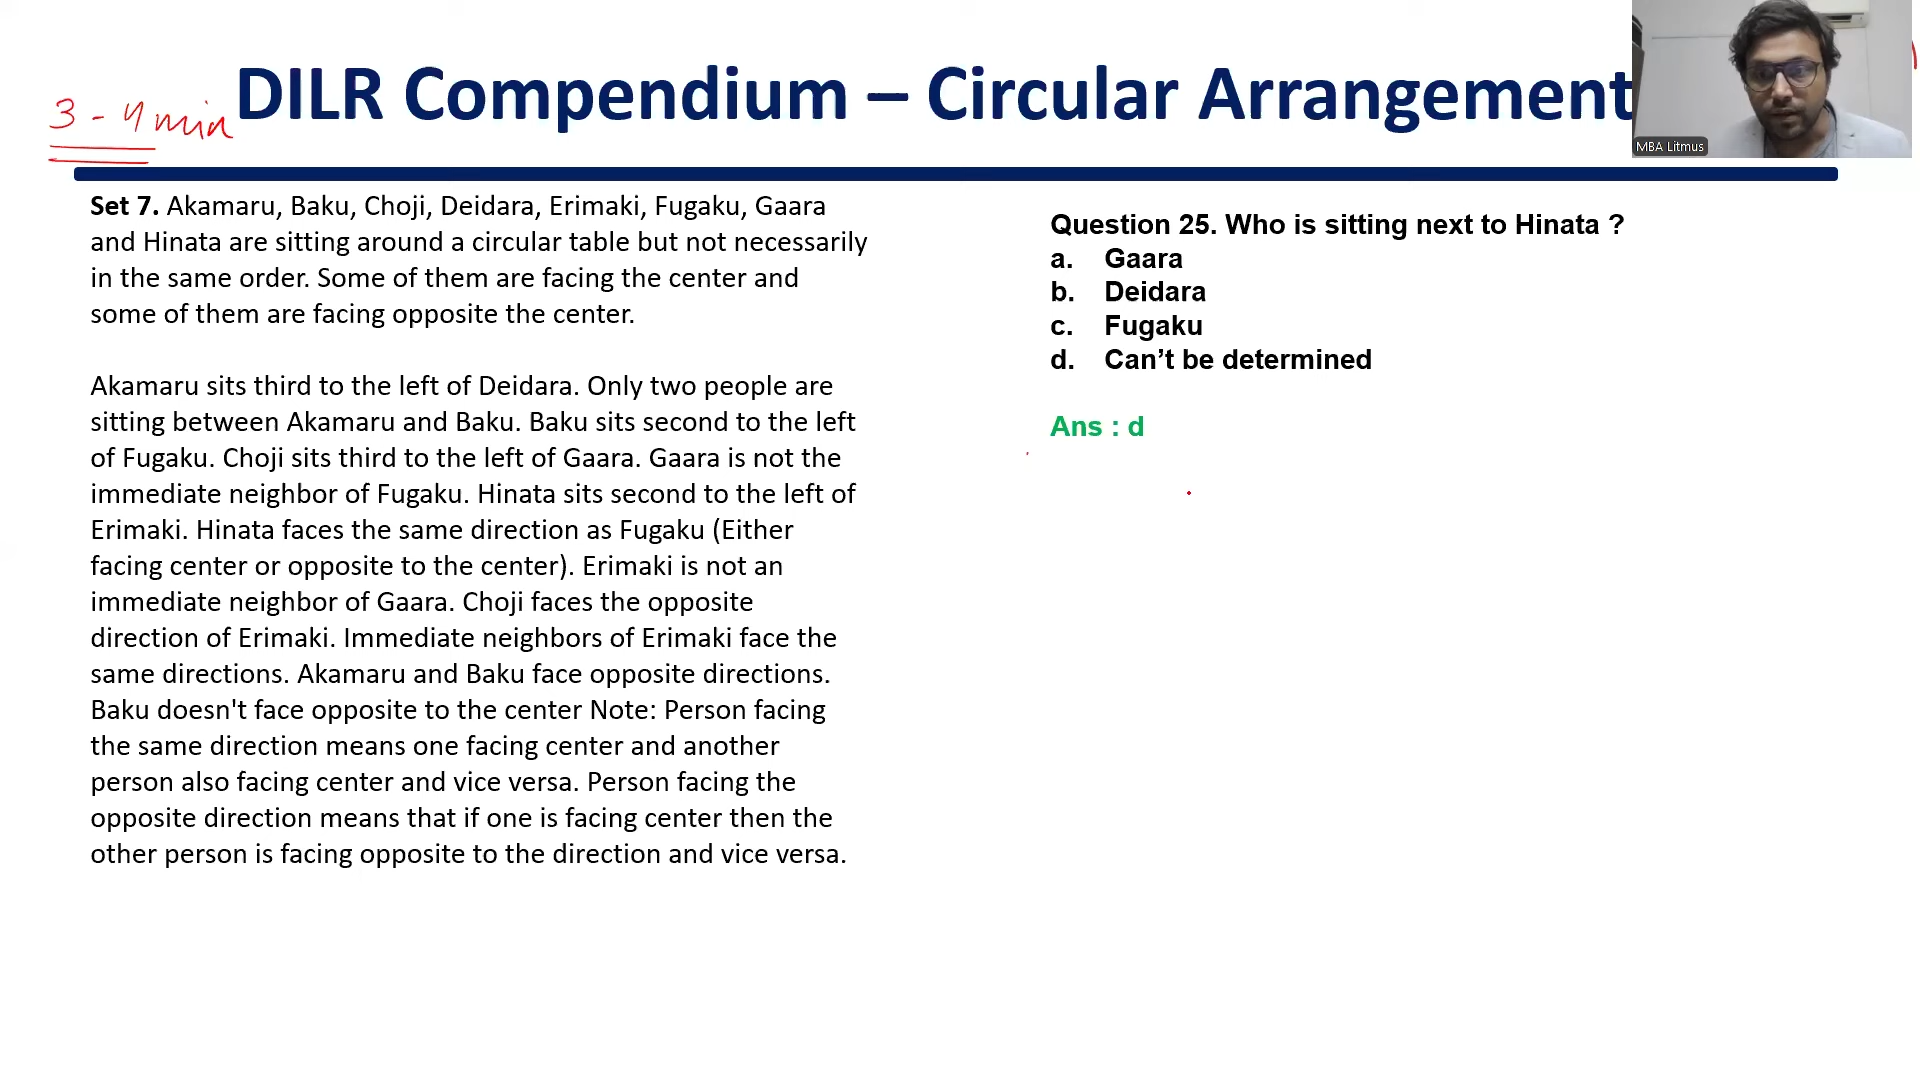 DILR Compendium – Circular Arrangement
3 - 4 min
MBA Litmus
Set 7. Akamaru, Baku, Choji, Deidara, Erimaki, Fugaku, Gaara
and Hinata are sitting around a circular table but not necessarily
in the same order. Some of them are facing the center and
some of them are facing opposite the center.
Akamaru sits third to the left of Deidara. Only two people are
sitting between Akamaru and Baku. Baku sits second to the left
of Fugaku. Choji sits third to the left of Gaara. Gaara is not the
immediate neighbor of Fugaku. Hinata sits second to the left of
Erimaki. Hinata faces the same direction as Fugaku (Either
facing center or opposite to the center). Erimaki is not an
immediate neighbor of Gaara. Choji faces the opposite
direction of Erimaki. Immediate neighbors of Erimaki face the
same directions. Akamaru and Baku face opposite directions.
Baku doesn't face opposite to the center Note: Person facing
the same direction means one facing center and another
person also facing center and vice versa. Person facing the
opposite direction means that if one is facing center then the
other person is facing opposite to the direction and vice versa.
Question 25. Who is sitting next to Hinata ?
a. Gaara
b. Deidara
c. Fugaku
d. Can’t be determined
Ans : d